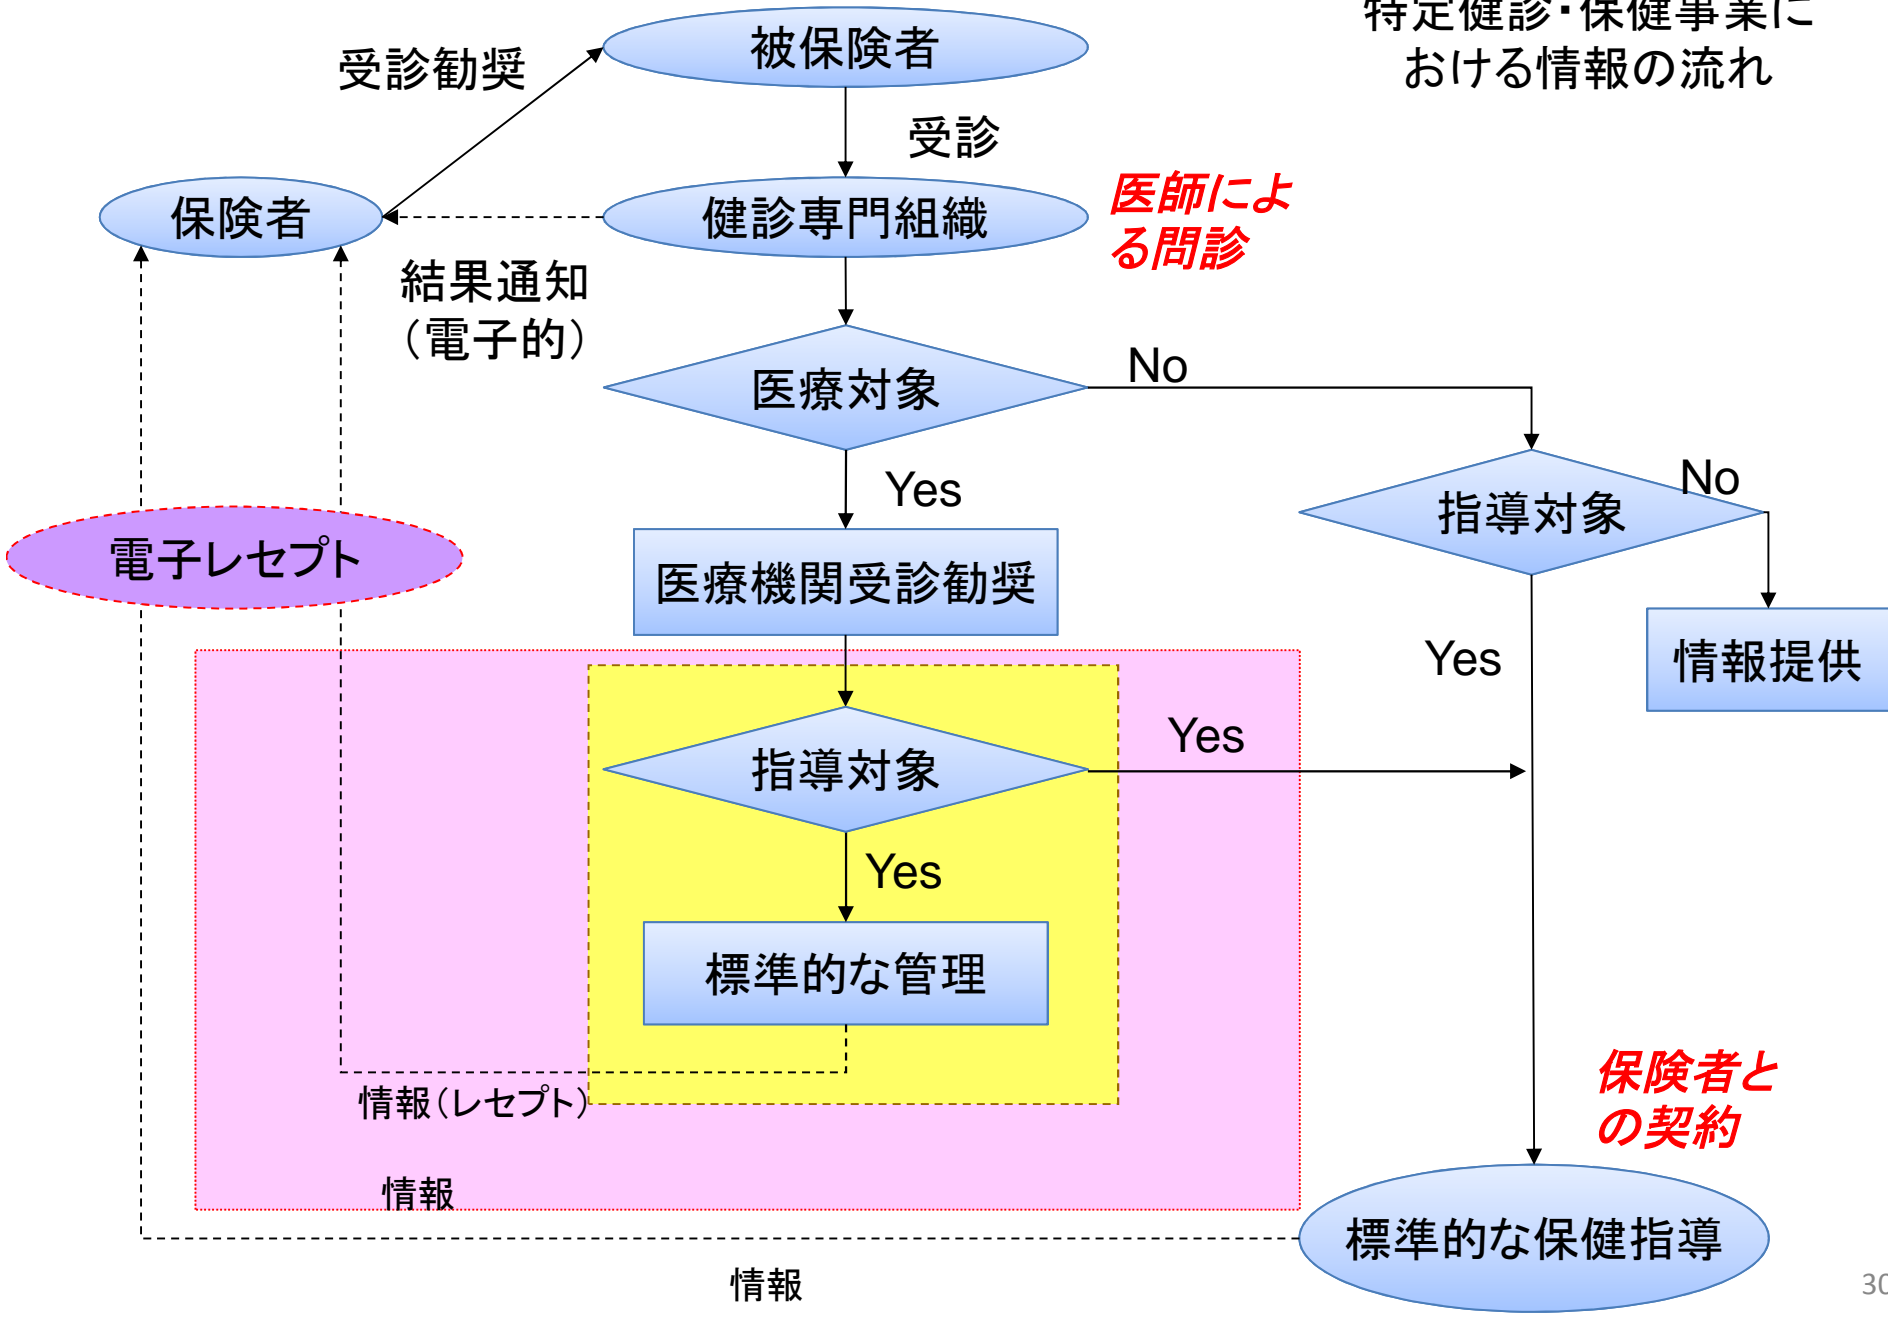 特定健診・保健事業に
おける情報の流れ
被保険者
受診勧奨
受診
保険者
健診専門組織
医師によ
る問診
結果通知
（電子的）
医療対象
No
Yes
指導対象
No
電子レセプト
医療機関受診勧奨
Yes
情報提供
指導対象
Yes
Yes
標準的な管理
情報（レセプト）
保険者と
の契約
情報
標準的な保健指導
情報
30